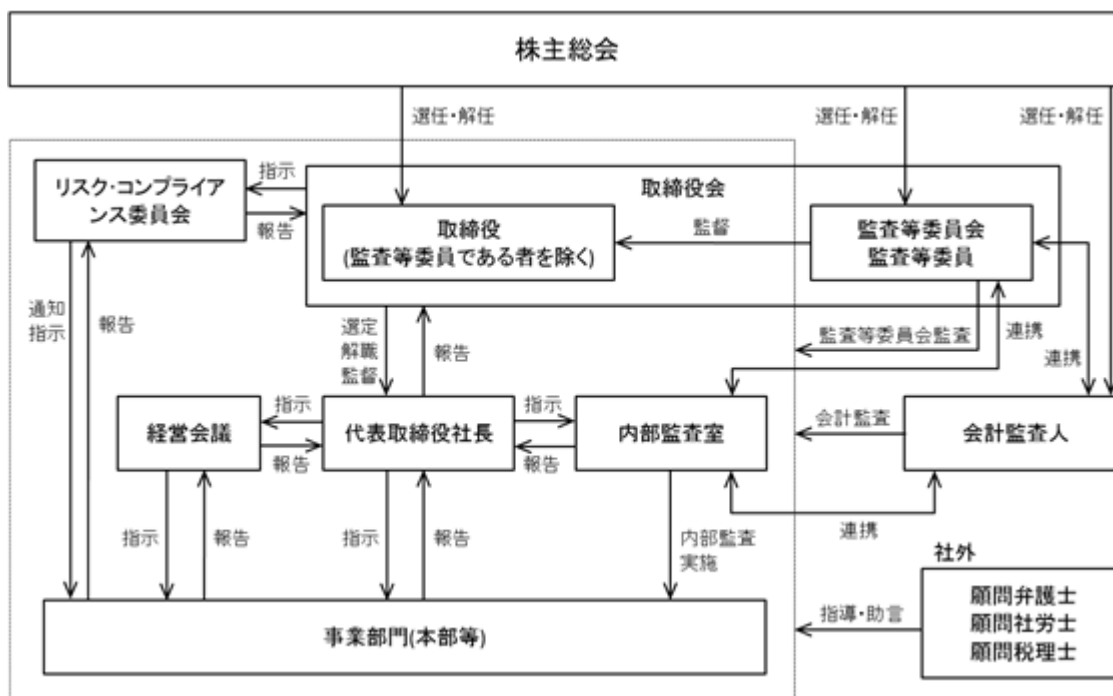 株主総会
選任・解任
選任・解任
選任・解任
リスク・コンプライア
ンス委員会
指示
報告
取締役会
取締役
(監査等委員である者を除く)
監督
監査等委員会
監査等委員
通知
指示
報告
選定
解職
監督
報告
監査等委員会監査
連携
連携
経営会議
指示
報告
代表取締役社長
指示
報告
内部監査室
会計監査
会計監査人
指示
報告
指示
報告
内部監査
実施
連携
社外
事業部門(本部等)
指導・助言
顧問弁護士
顧問社労士
顧問税理士